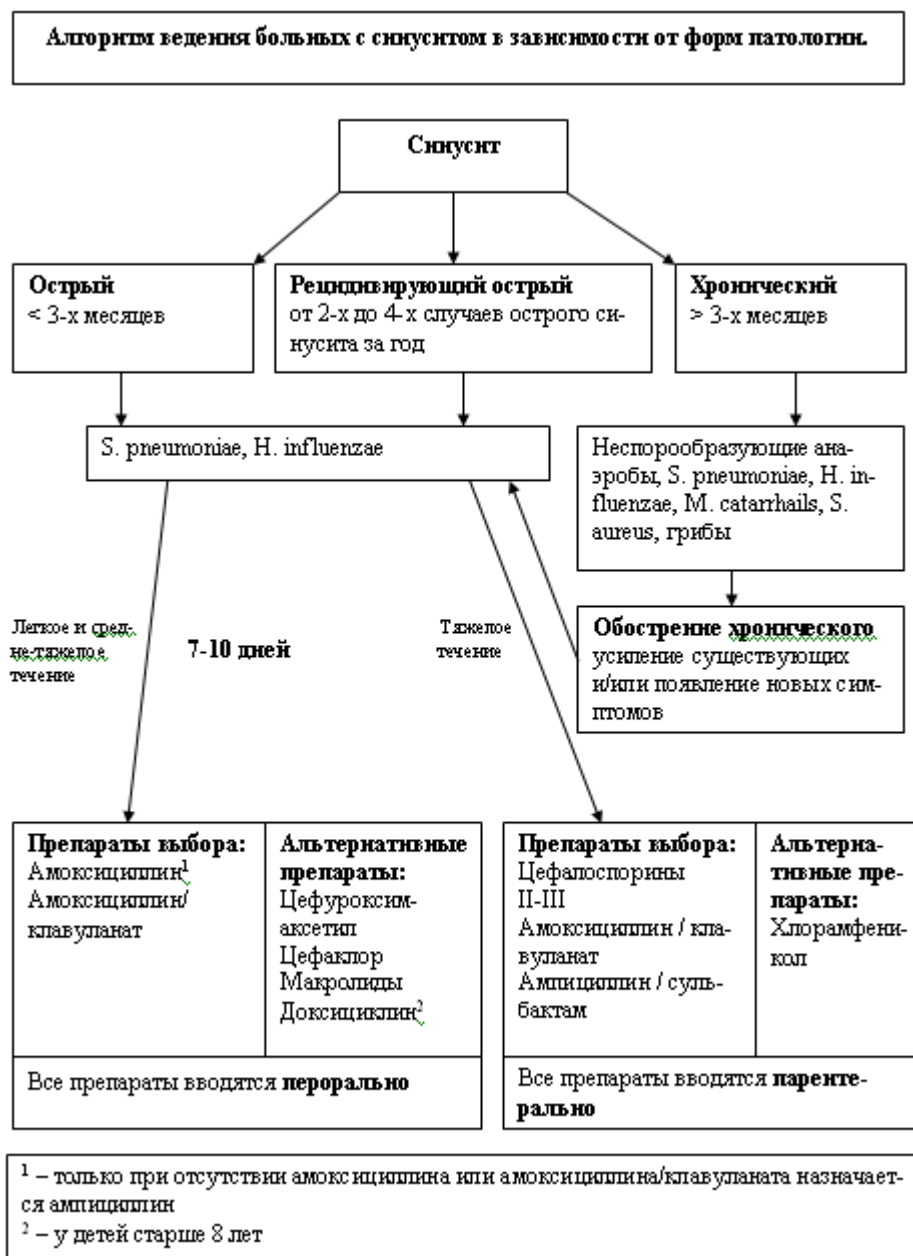 Алгоритм ведения больных с синуситом в зависимости от форм патологии.
Синусит
Острый
< 3-х месяцев
Рецидивирующий острый
от 2-х до 4-х случаев острого си-
нусита за год
Хронический
> 3-х месяцев
S. pneumoniae, H. influenzae
Неспорообразующие ана-
эробы, S. pneumoniae, H. in-
fluenzae, M. catarrhails, S.
aureus, грибы
Легкое и сред-
не-тяжелое
течение
7-10 дней
Тяжелое
течение
Обострение хронического
усиление существующих
и/или появление новых сим-
птомов
Препараты выбора:
Амоксициллин¹
Амоксициллин/
клавуланат
Альтернативные
препараты:
Цефуроксим-
аксетил
Цефаклор
Макролиды
Доксициклин²
Все препараты вводятся перорально
Препараты выбора:
Цефалоспорины
II-III
Амоксициллин / кла-
вуланат
Ампициллин / суль-
бактам
Альтерна-
тивные пре-
параты:
Хлорамфени-
кол
Все препараты вводятся паренте-
рально
¹ – только при отсутствии амоксициллина или амоксициллина/клавуланата назначает-
ся ампициллин
² – у детей старше 8 лет